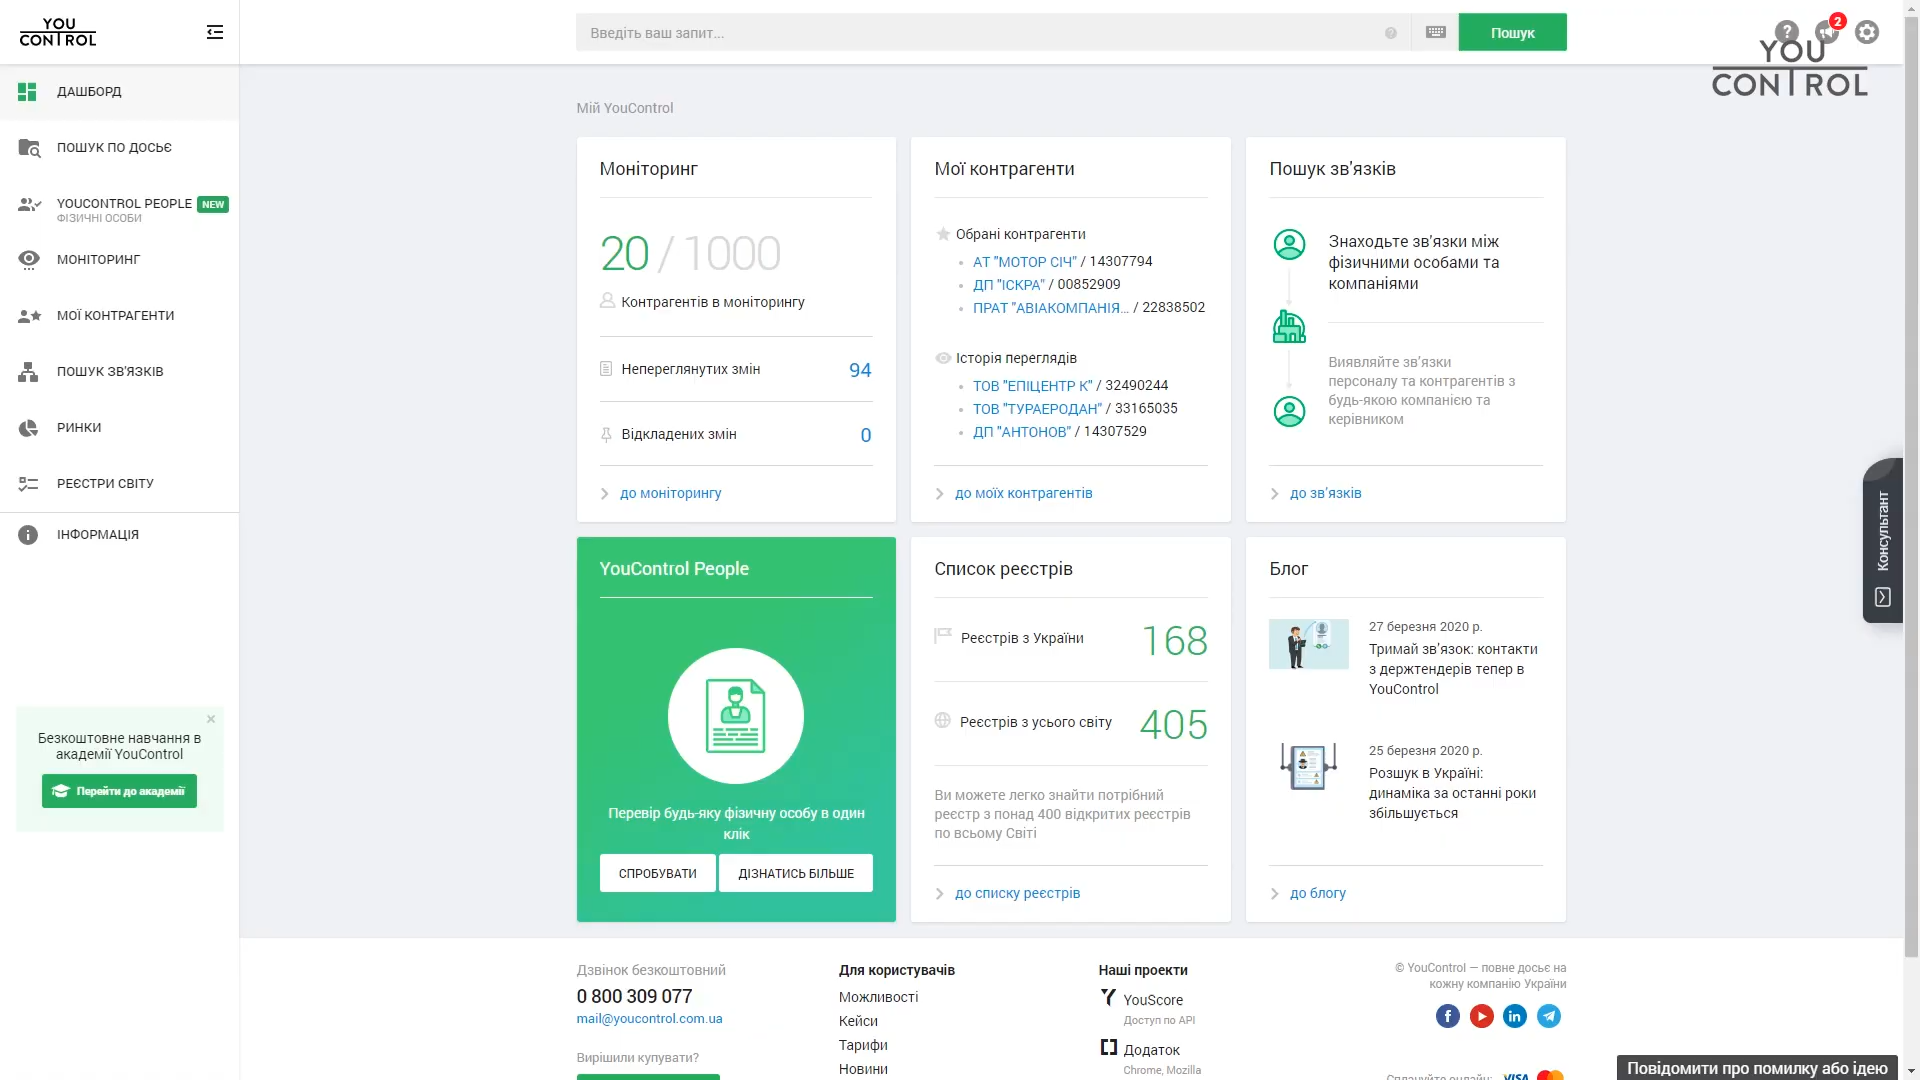 YOU
CONTROL
Введіть ваш запит...
Пошук
2
YOU
CONTROL
ДАШБОРД
ПОШУК ПО ДОСЬЄ
YOUCONTROL PEOPLE NEW
ФІЗИЧНІ ОСОБИ
МОНІТОРИНГ
МОЇ КОНТРАГЕНТИ
ПОШУК ЗВ'ЯЗКІВ
РИНКИ
РЕЄСТРИ СВІТУ
ІНФОРМАЦІЯ
Безкоштовне навчання в
академії YouControl
Перейти до академії
Мій YouControl
Моніторинг
20 / 1000
Контрагентів в моніторингу
Непереглянутих змін 94
Відкладених змін 0
до моніторингу
Мої контрагенти
Обрані контрагенти
АТ "МОТОР СІЧ" / 14307794
ДП "ІСКРА" / 00852909
ПРАТ "АВІАКОМПАНІЯ... / 22838502
Історія переглядів
ТОВ "ЕПІЦЕНТР К" / 32490244
ТОВ "ТУРАЕРОДАН" / 33165035
ДП "АНТОНОВ" / 14307529
до моїх контрагентів
Пошук зв'язків
Знаходьте зв’язки між
фізичними особами та
компаніями
Виявляйте зв’язки
персоналу та контрагентів з
будь-якою компанією та
керівником
до зв'язків
YouControl People
Перевір будь-яку фізичну особу в один
клік
СПРОБУВАТИ
ДІЗНАТИСЬ БІЛЬШЕ
Список реєстрів
Реєстрів з України 168
Реєстрів з усього світу 405
Ви можете легко знайти потрібний
реєстр з понад 400 відкритих реєстрів
по всьому Світі
до списку реєстрів
Блог
27 березня 2020 р.
Тримай зв’язок: контакти
з держтендерів тепер в
YouControl
25 березня 2020 р.
Розшук в Україні:
динаміка за останні роки
збільшується
до блогу
Консультант
Дзвінок безкоштовний
0 800 309 077
mail@youcontrol.com.ua
Вирішили купувати?
Для користувачів
Можливості
Кейси
Тарифи
Новини
Наші проекти
YouScore
Доступ по API
Додаток
Chrome, Mozilla
© YouControl — повне досьє на
кожну компанію України
Сплачуйте онлайн: VISA
Повідомити про помилку або ідею